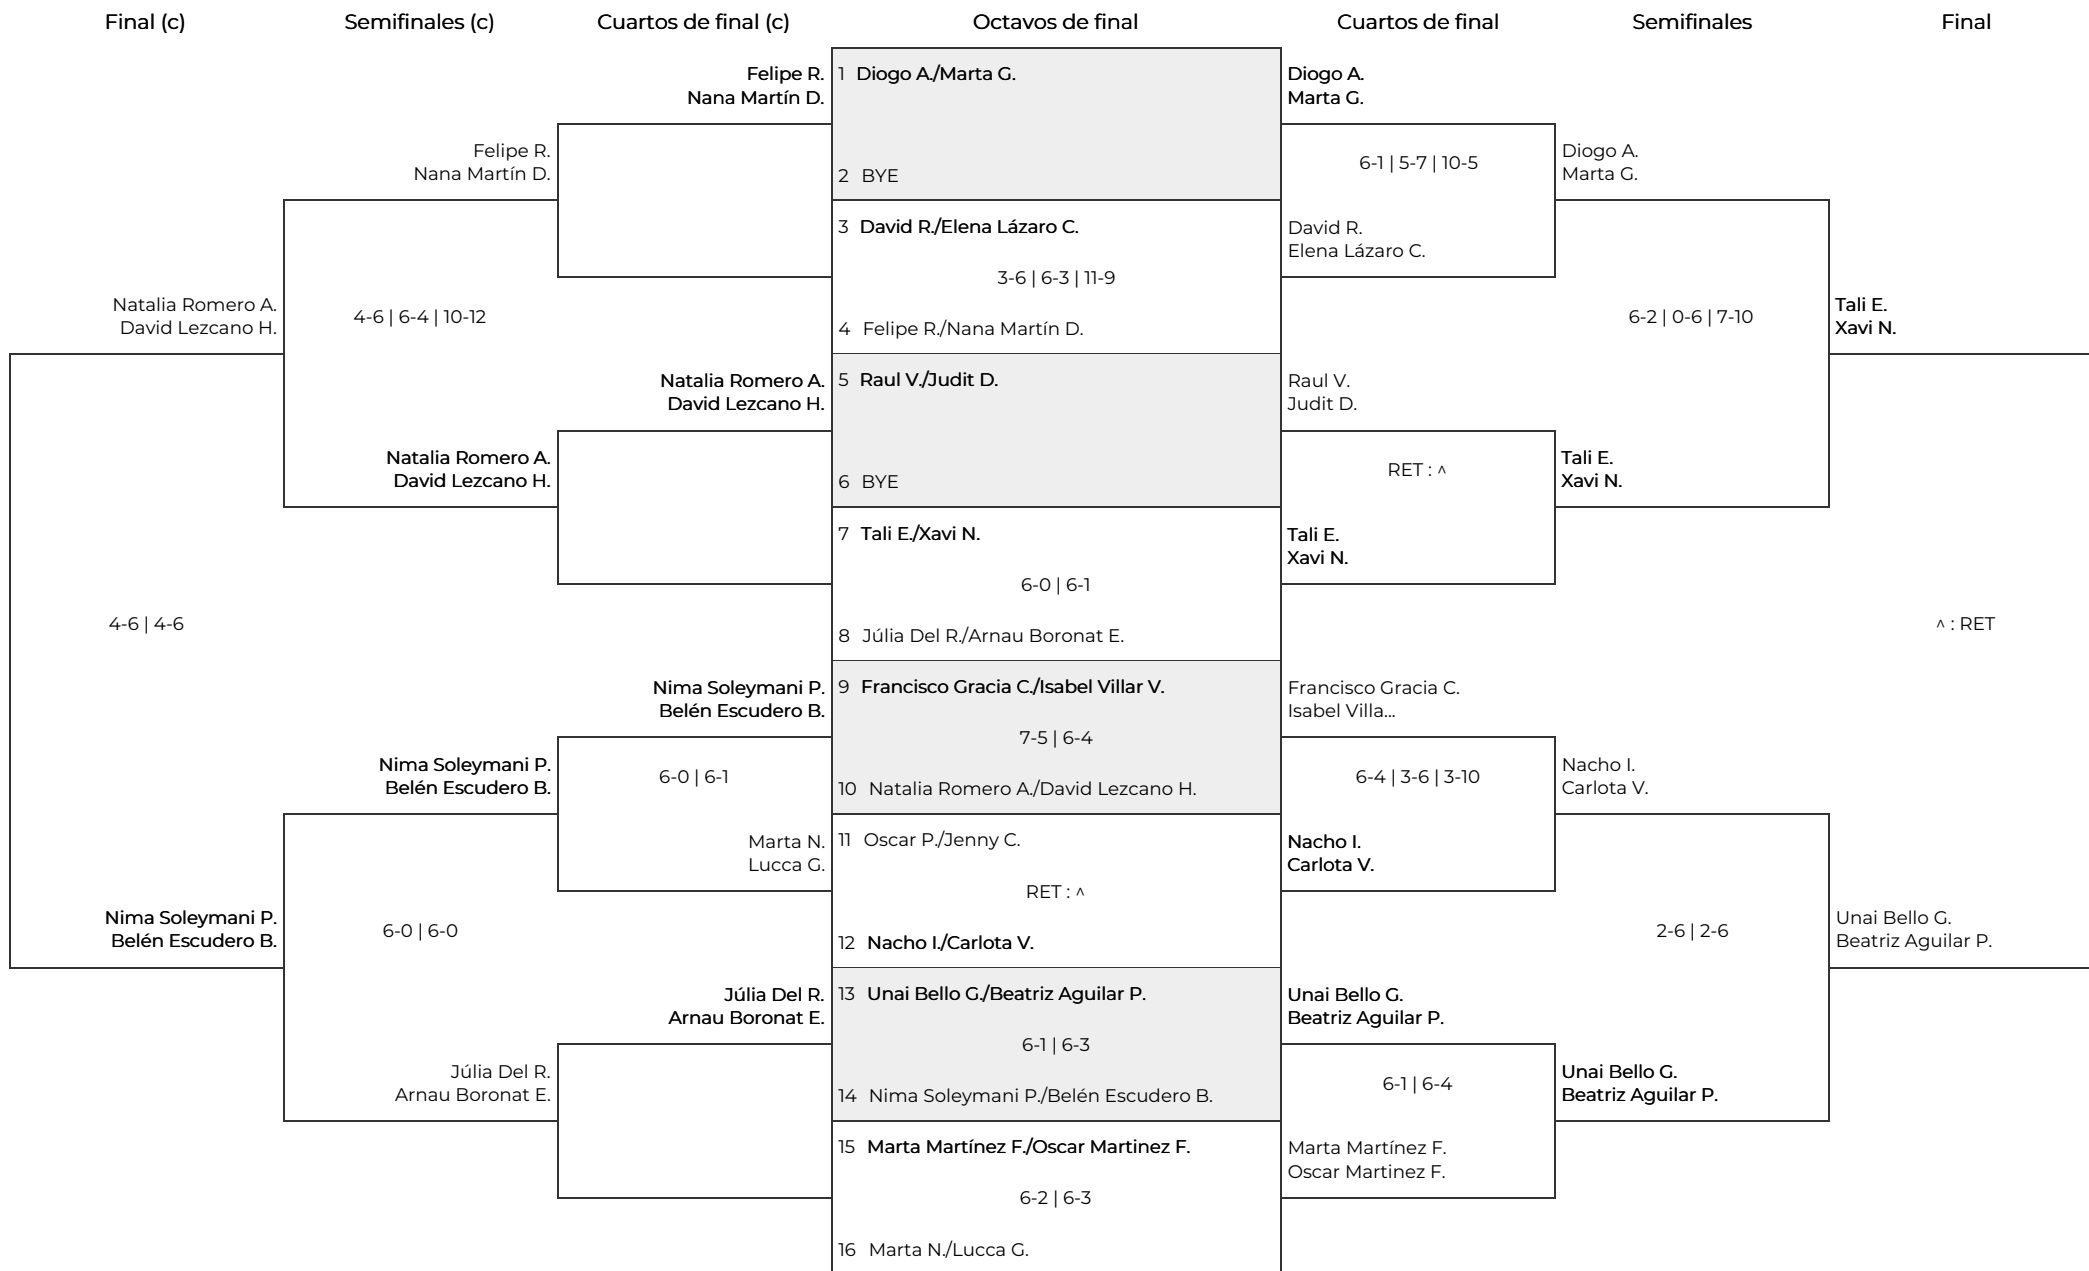 Final (c)
Semifinales (c)
Cuartos de final (c)
Octavos de final
Cuartos de final
Semifinales
Final
Natalia Romero A.
David Lezcano H.
4-6 | 4-6
Nima Soleymani P.
Belén Escudero B.
Felipe R.
Nana Martín D.
4-6 | 6-4 | 10-12
Natalia Romero A.
David Lezcano H.
Nima Soleymani P.
Belén Escudero B.
6-0 | 6-0
Júlia Del R.
Arnau Boronat E.
Felipe R.
Nana Martín D.
Natalia Romero A.
David Lezcano H.
Nima Soleymani P.
Belén Escudero B.
6-0 | 6-1
Marta N.
Lucca G.
Júlia Del R.
Arnau Boronat E.
1 Diogo A./Marta G.
2 BYE
3 David R./Elena Lázaro C.
3-6 | 6-3 | 11-9
4 Felipe R./Nana Martín D.
5 Raul V./Judit D.
6 BYE
7 Tali E./Xavi N.
6-0 | 6-1
8 Júlia Del R./Arnau Boronat E.
9 Francisco Gracia C./Isabel Villar V.
7-5 | 6-4
10 Natalia Romero A./David Lezcano H.
11 Oscar P./Jenny C.
RET : ^
12 Nacho I./Carlota V.
13 Unai Bello G./Beatriz Aguilar P.
6-1 | 6-3
14 Nima Soleymani P./Belén Escudero B.
15 Marta Martínez F./Oscar Martinez F.
6-2 | 6-3
16 Marta N./Lucca G.
Diogo A.
Marta G.
6-1 | 5-7 | 10-5
David R.
Elena Lázaro C.
Raul V.
Judit D.
RET : ^
Tali E.
Xavi N.
Francisco Gracia C.
Isabel Villa...
6-4 | 3-6 | 3-10
Nacho I.
Carlota V.
Unai Bello G.
Beatriz Aguilar P.
6-1 | 6-4
Marta Martínez F.
Oscar Martinez F.
Diogo A.
Marta G.
6-2 | 0-6 | 7-10
Tali E.
Xavi N.
Nacho I.
Carlota V.
2-6 | 2-6
Unai Bello G.
Beatriz Aguilar P.
Tali E.
Xavi N.
^ : RET
Unai Bello G.
Beatriz Aguilar P.